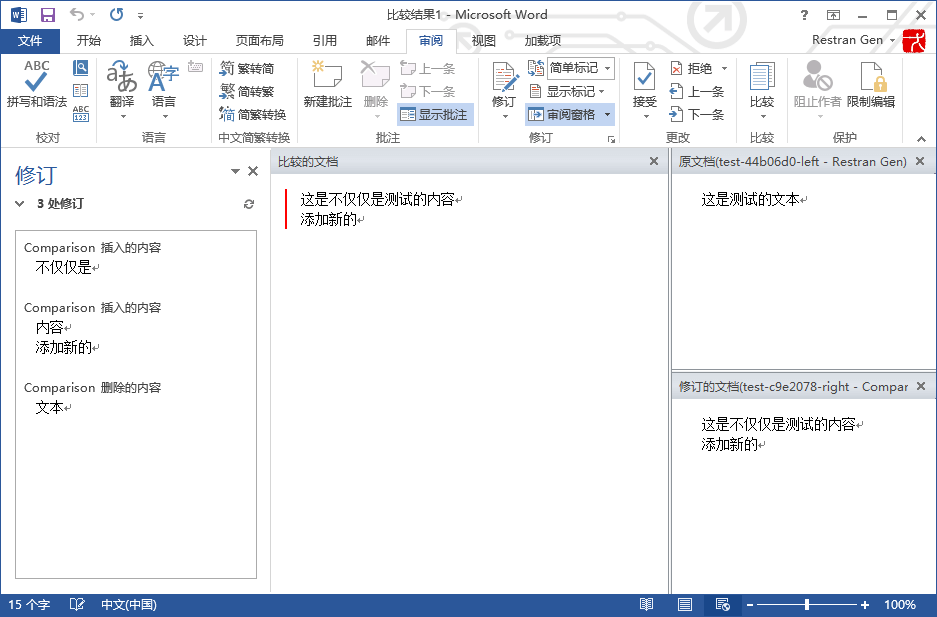 比较结果1 - Microsoft Word
文件 开始 插入 设计 页面布局 引用 邮件 审阅 视图 加载项 Restran Gen
ABC
拼写和语法
ABC
123
校对
翻译 语言
语言
繁转简
简转繁
简繁转换
中文简繁转换
新建批注 删除
上一条
下一条
显示批注
批注
修订
简单标记
显示标记
审阅窗格
修订
接受
拒绝
上一条
下一条
更改
比较
比较
阻止作者 限制编辑
保护
修订
3 处修订
Comparison 插入的内容
不仅仅是↵
Comparison 插入的内容
内容↵
添加新的↵
Comparison 删除的内容
文本↵
比较的文档
这是不仅仅是测试的内容↵
添加新的↵
原文档(test-44b06d0-left - Restran Gen)
这是测试的文本↵
修订的文档(test-c9e2078-right - Compar
这是不仅仅是测试的内容↵
添加新的↵
15 个字 中文(中国) 100%